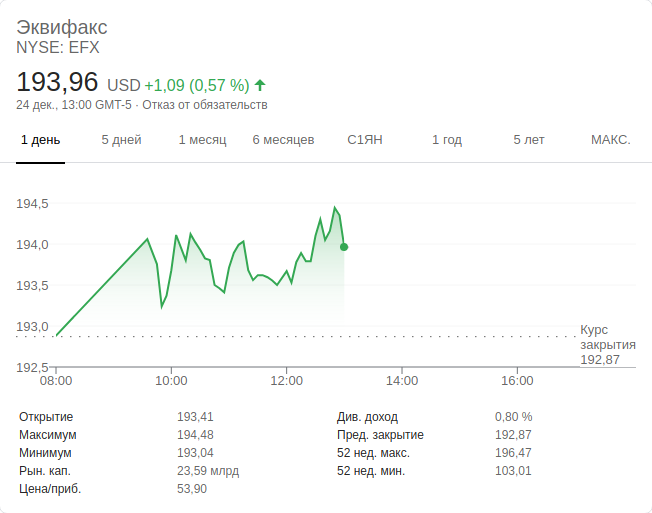 Эквифакс
NYSE: EFX
193,96 USD +1,09 (0,57 %)
24 дек., 13:00 GMT-5 · Отказ от обязательств
1 день 5 дней 1 месяц 6 месяцев С1ЯН 1 год 5 лет МАКС.
194,5
194,0
193,5
193,0
192,5
Курс
закрытия
192,87
08:00 10:00 12:00 14:00 16:00
Открытие 193,41 Див. доход 0,80 %
Максимум 194,48 Пред. закрытие 192,87
Минимум 193,04 52 нед. макс. 196,47
Рын. кап. 23,59 млрд 52 нед. мин. 103,01
Цена/приб. 53,90